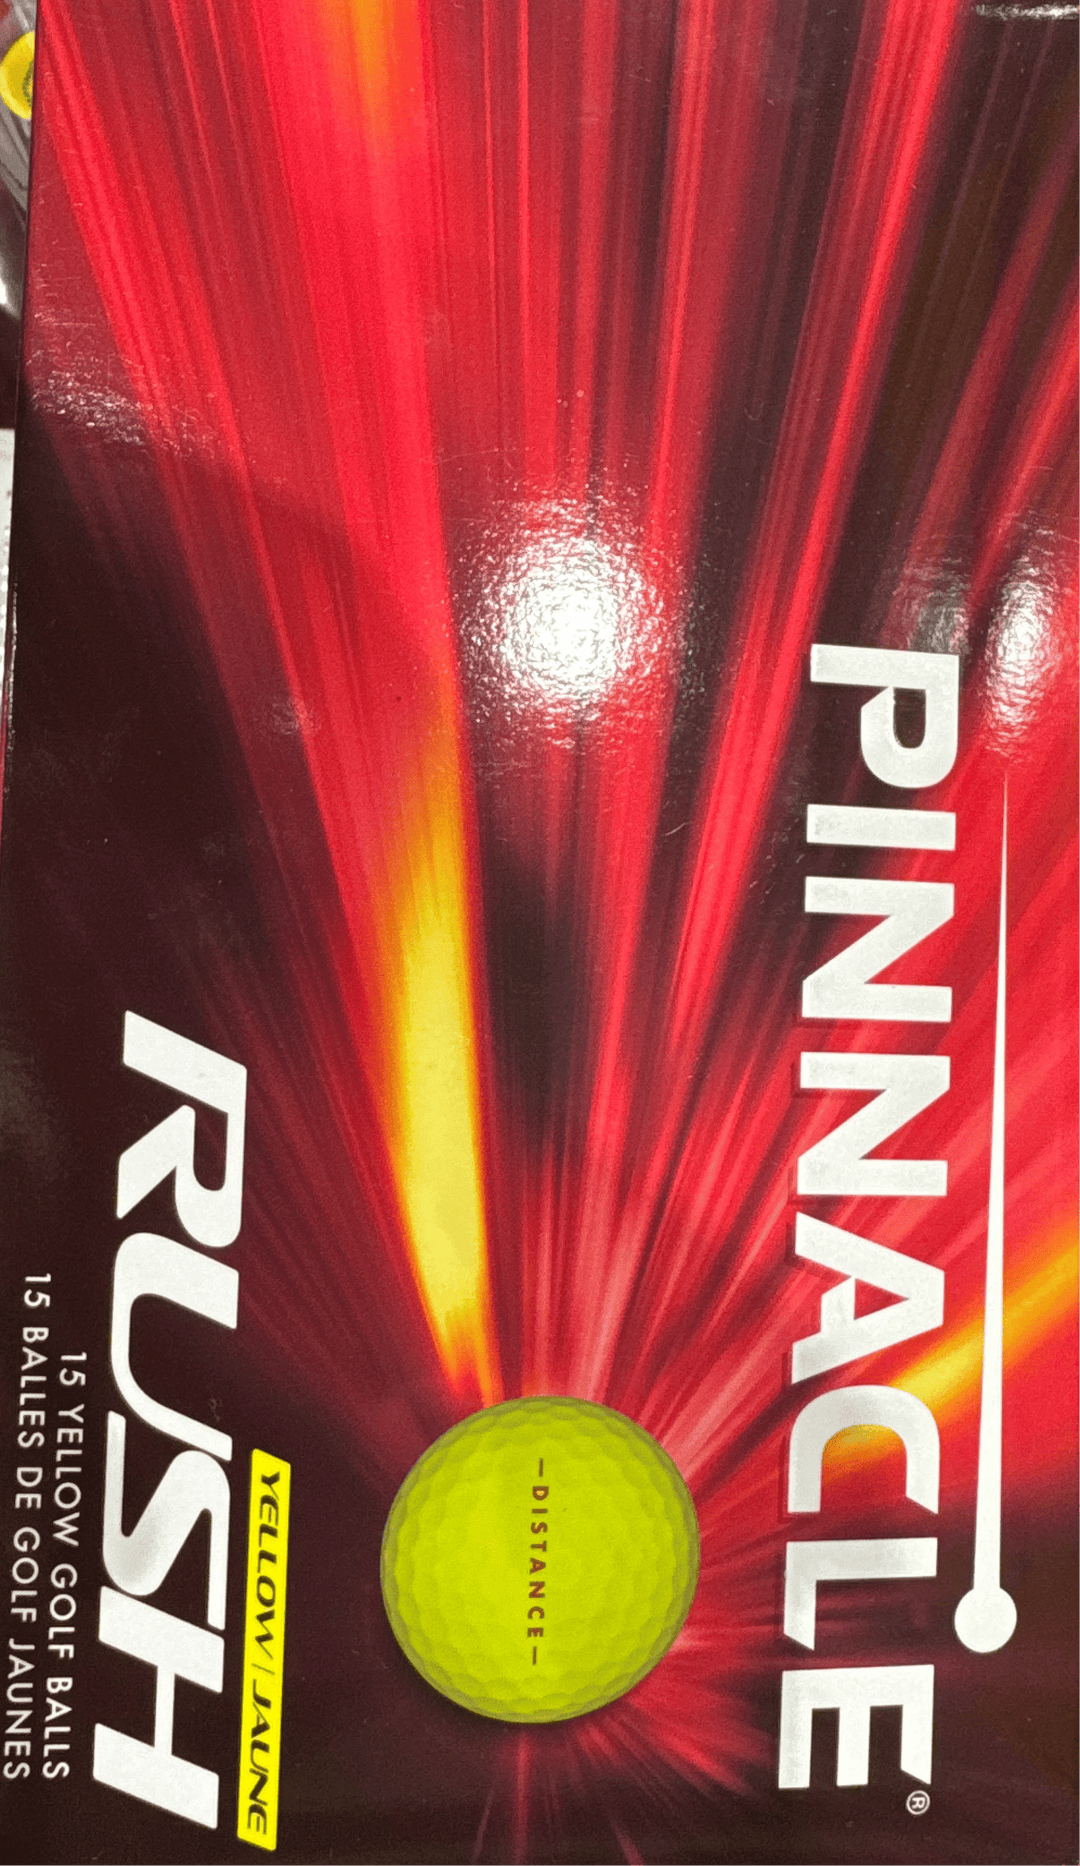 PINNACLE®
—DISTANCE—
YELLOW | JAUNE
RUSH
15 YELLOW GOLF BALLS
15 BALLES DE GOLF JAUNES